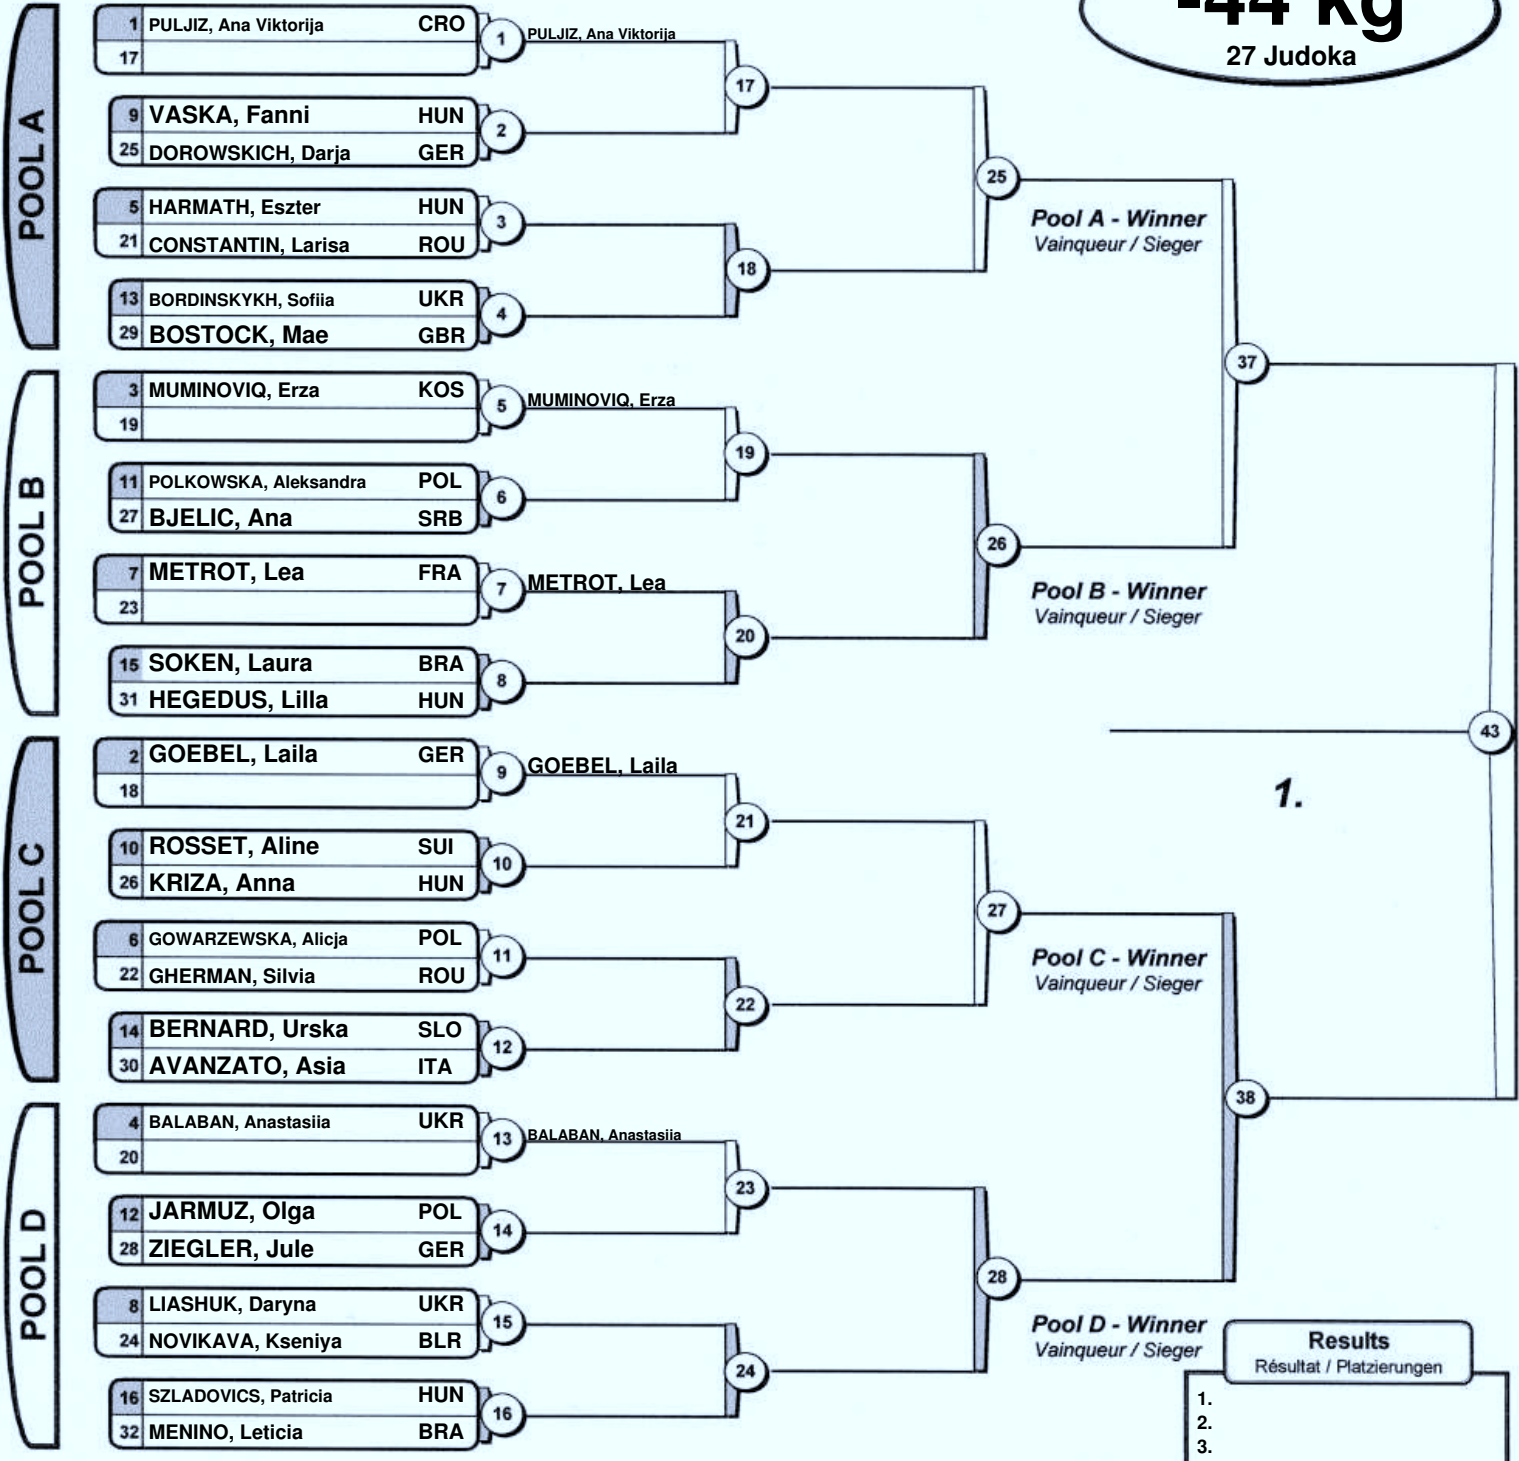 -44 kg
27 Judoka
POOL A
1 PULJIZ, Ana Viktorija CRO
17
1 PULJIZ, Ana Viktorija
9 VASKA, Fanni HUN
25 DOROWSKICH, Darja GER
2
17
5 HARMATH, Eszter HUN
21 CONSTANTIN, Larisa ROU
3
13 BORDINSKYKH, Sofiia UKR
29 BOSTOCK, Mae GBR
4
18
25
Pool A - Winner
Vainqueur / Sieger
POOL B
3 MUMINOVIQ, Erza KOS
19
5 MUMINOVIQ, Erza
11 POLKOWSKA, Aleksandra POL
27 BJELIC, Ana SRB
6
19
7 METROT, Lea FRA
23
7 METROT, Lea
15 SOKEN, Laura BRA
31 HEGEDUS, Lilla HUN
8
20
26
Pool B - Winner
Vainqueur / Sieger
37
POOL C
2 GOEBEL, Laila GER
18
9 GOEBEL, Laila
10 ROSSET, Aline SUI
26 KRIZA, Anna HUN
10
21
6 GOWARZEWSKA, Alicja POL
22 GHERMAN, Silvia ROU
11
14 BERNARD, Urska SLO
30 AVANZATO, Asia ITA
12
22
27
Pool C - Winner
Vainqueur / Sieger
POOL D
4 BALABAN, Anastasiia UKR
20
13 BALABAN, Anastasiia
12 JARMUZ, Olga POL
28 ZIEGLER, Jule GER
14
23
8 LIASHUK, Daryna UKR
24 NOVIKAVA, Kseniya BLR
15
16 SZLADOVICS, Patricia HUN
32 MENINO, Leticia BRA
16
24
28
Pool D - Winner
Vainqueur / Sieger
38
43
1.
Results
Résultat / Platzierungen
1.
2.
3.